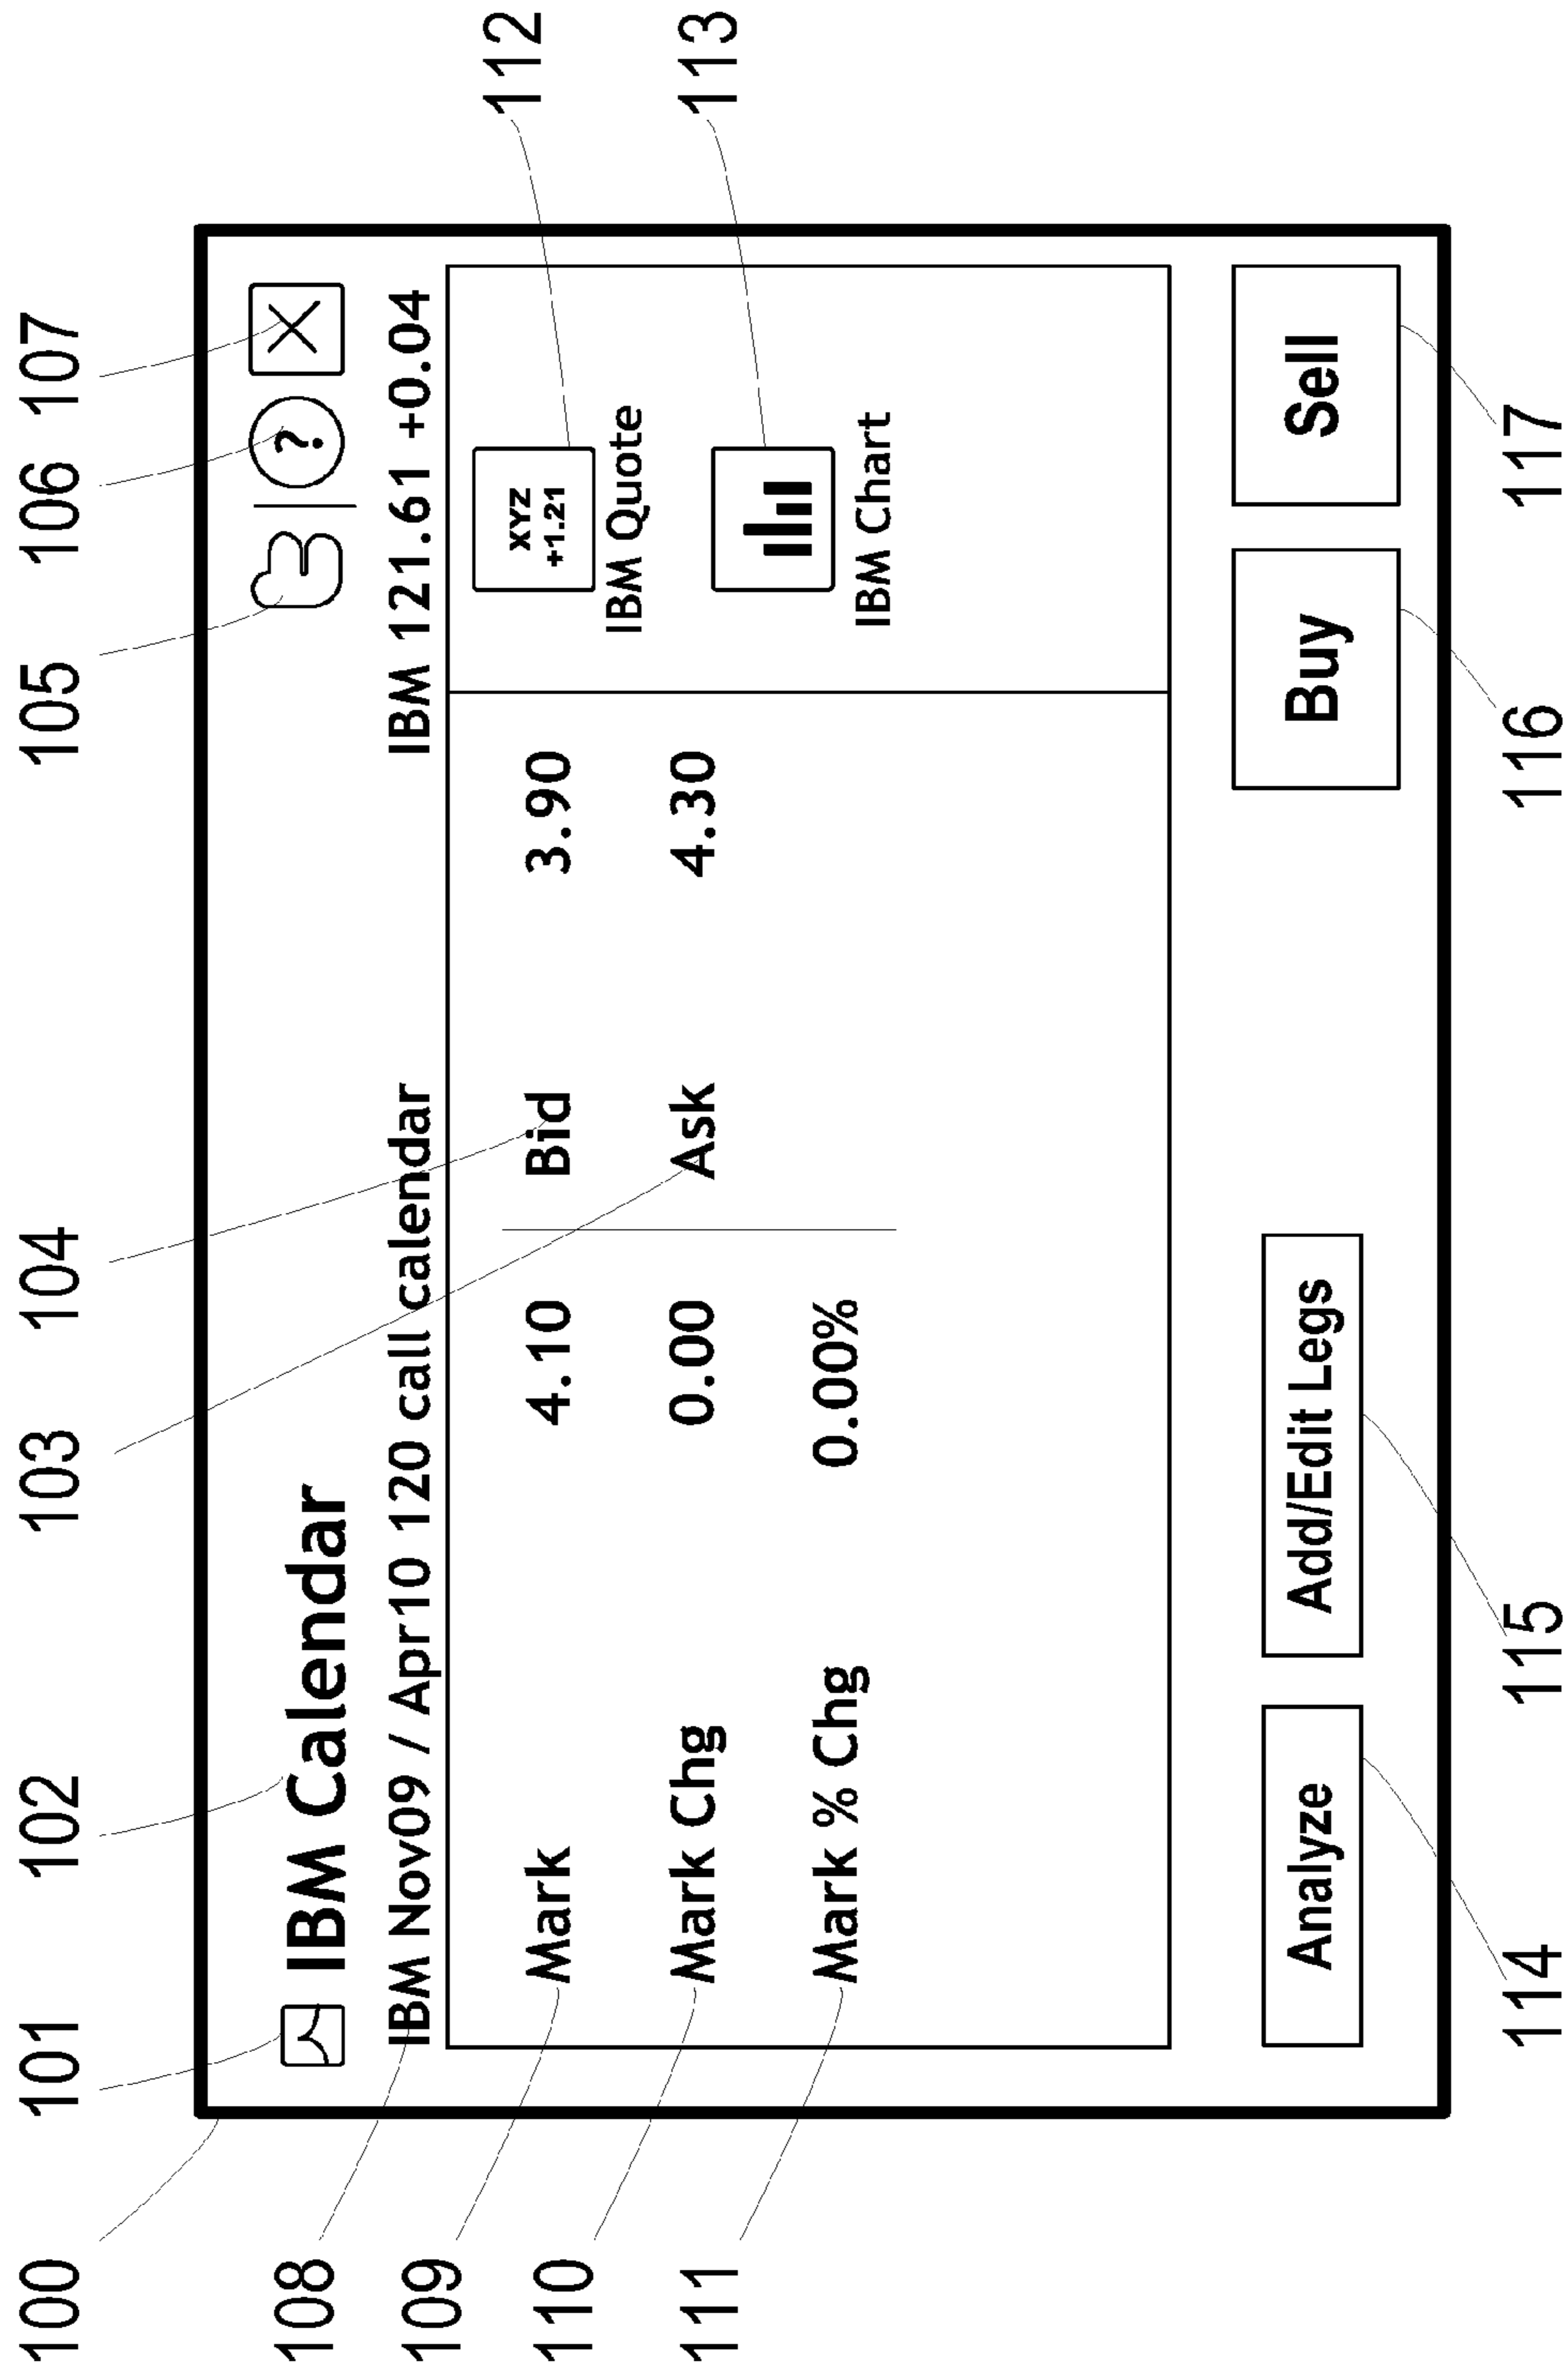 100 101 102 103 104 105 106 107
IBM Calendar ?
108 IBM Nov09 / Apr10 120 call calendar IBM 121.61 +0.04
109 Mark 4.10 Bid 3.90
XYZ
+1.21
112
IBM Quote
110 Mark Chg 0.00 Ask 4.30
113
111 Mark % Chg 0.00%
IBM Chart
Analyze Add/Edit Legs Buy Sell
114 115 116 117